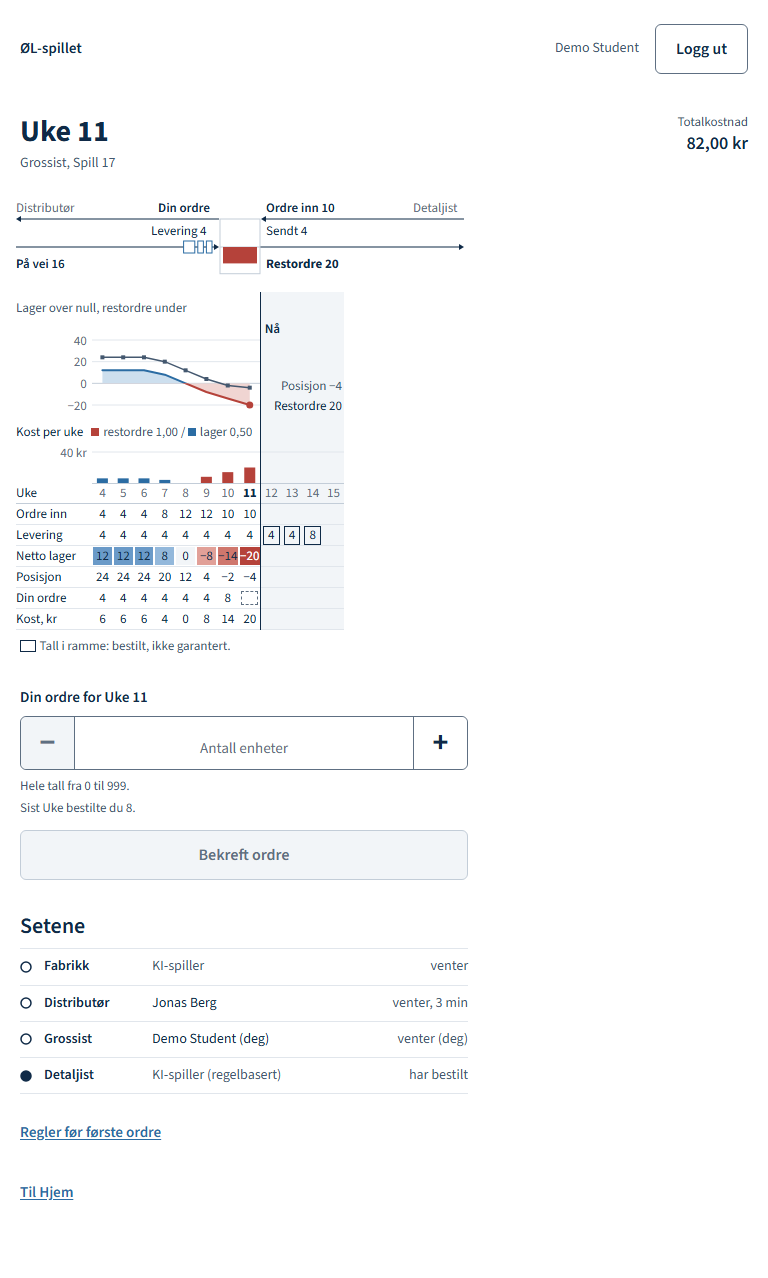 ØL-spillet
Demo Student
Logg ut
Uke 11
Grossist, Spill 17
Totalkostnad
82,00 kr
Distributør Din ordre Ordre inn 10 Detaljist
Levering 4 Sendt 4
På vei 16 Restordre 20
Lager over null, restordre under
Nå
40
20
0
−20
Posisjon −4
Restordre 20
Kost per uke restordre 1,00 / lager 0,50
40 kr
Uke 4 5 6 7 8 9 10 11 12 13 14 15
Ordre inn 4 4 4 8 12 12 10 10
Levering 4 4 4 4 4 4 4 4 4 4 8
Netto lager 12 12 12 8 0 −8 −14 −20
Posisjon 24 24 24 20 12 4 −2 −4
Din ordre 4 4 4 4 4 4 8
Kost, kr 6 6 6 4 0 8 14 20
Tall i ramme: bestilt, ikke garantert.
Din ordre for Uke 11
− Antall enheter +
Hele tall fra 0 til 999.
Sist Uke bestilte du 8.
Bekreft ordre
Setene
Fabrikk KI-spiller venter
Distributør Jonas Berg venter, 3 min
Grossist Demo Student (deg) venter (deg)
Detaljist KI-spiller (regelbasert) har bestilt
Regler før første ordre
Til Hjem